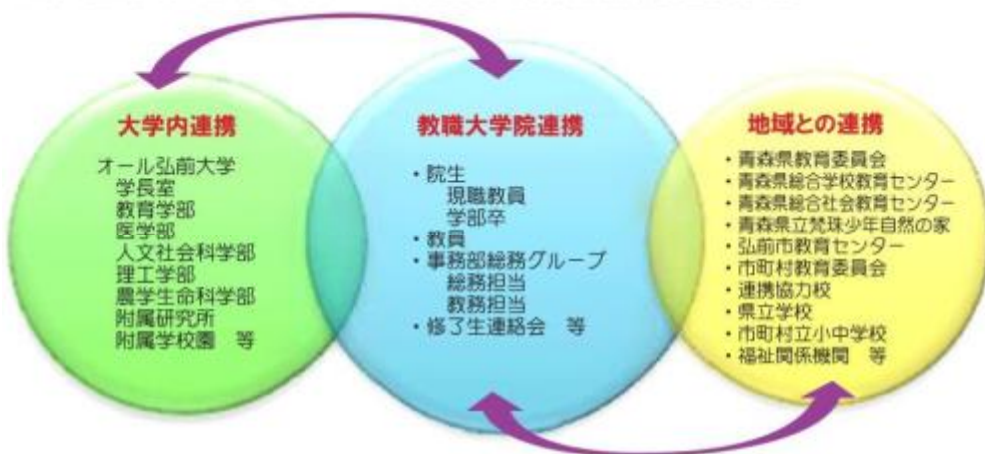 大学内連携
オール弘前大学
学長室
教育学部
医学部
人文社会科学部
理工学部
農学生命科学部
附属研究所
附属学校園 等
教職大学院連携
・院生
現職教員
学部卒
・教員
・事務部総務グループ
総務担当
教務担当
・修了生連絡会 等
地域との連携
・青森県教育委員会
・青森県総合学校教育センター
・青森県総合社会教育センター
・青森県立梵珠少年自然の家
・弘前市教育センター
・市町村教育委員会
・連携協力校
・県立学校
・市町村立小中学校
・福祉関係機関 等